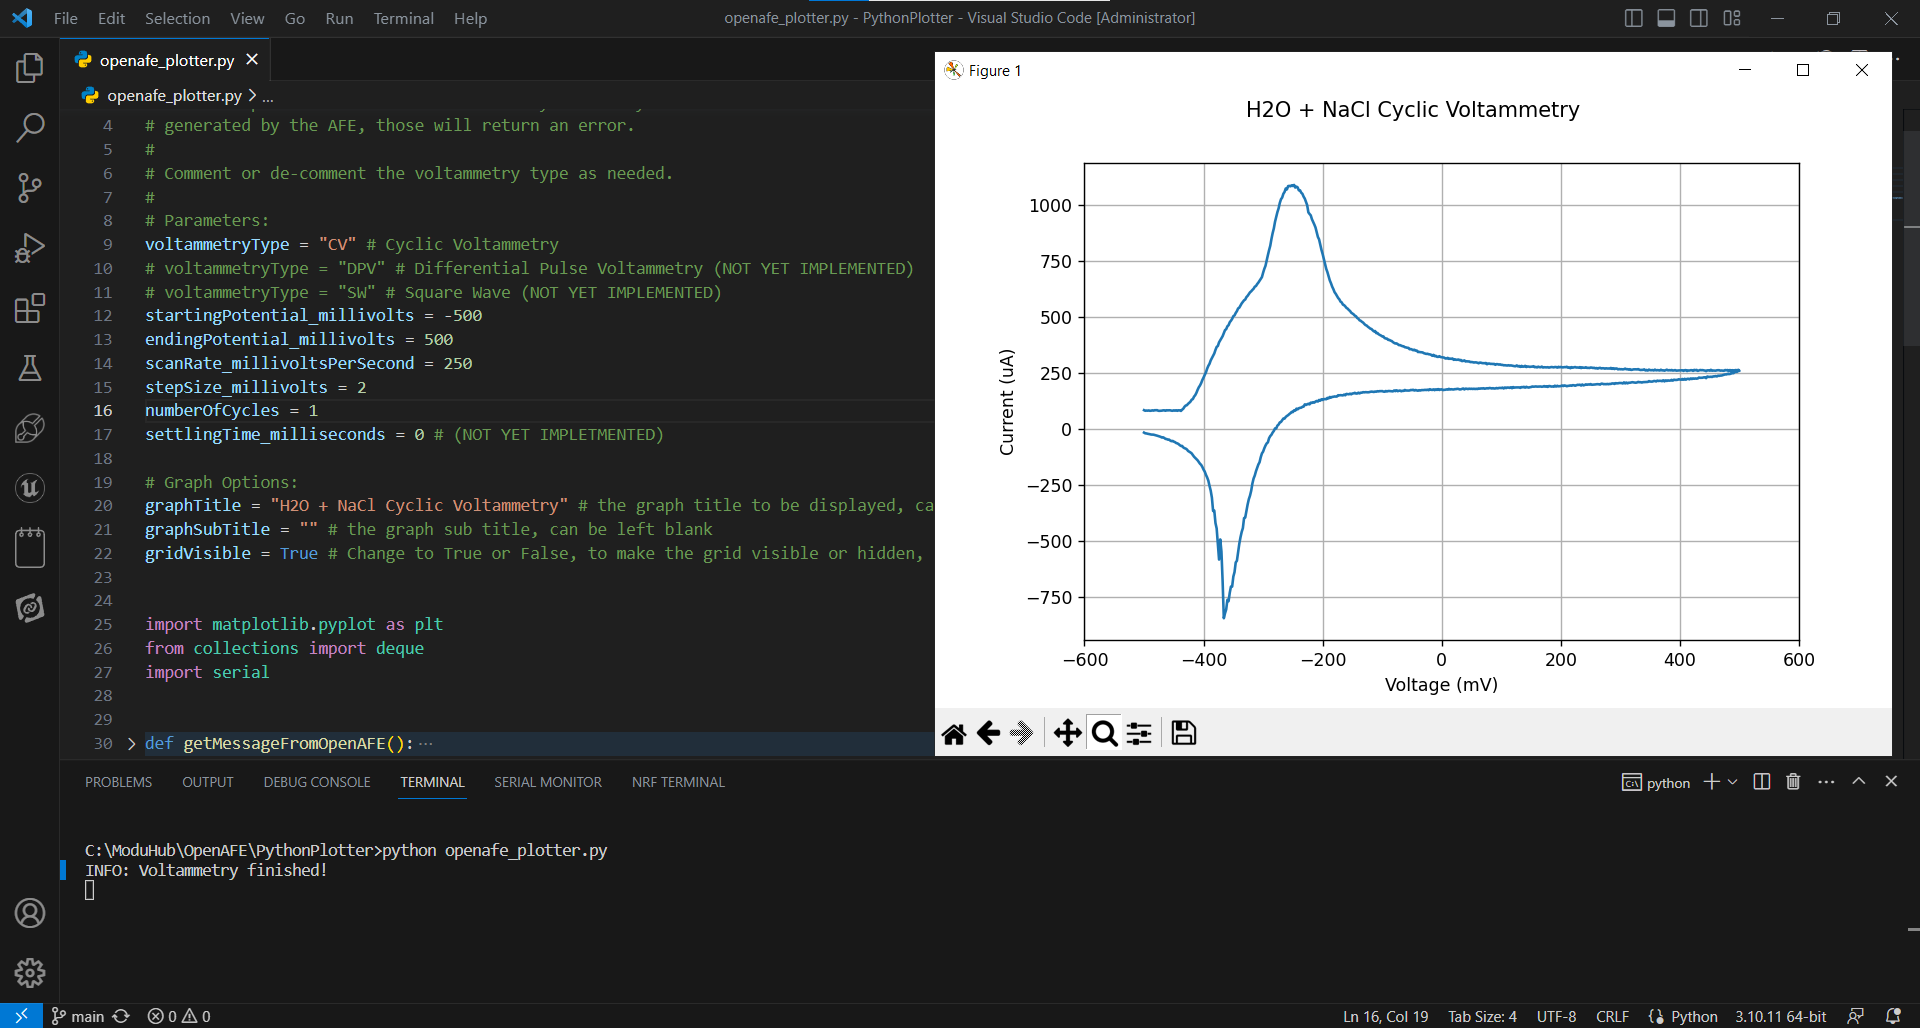 File Edit Selection View Go Run Terminal Help
openafe_plotter.py - PythonPlotter - Visual Studio Code [Administrator]
openafe_plotter.py
openafe_plotter.py > ...
4 # generated by the AFE, those will return an error.
5 #
6 # Comment or de-comment the voltammetry type as needed.
7 #
8 # Parameters:
9 voltammetryType = "CV" # Cyclic Voltammetry
10 # voltammetryType = "DPV" # Differential Pulse Voltammetry (NOT YET IMPLEMENTED)
11 # voltammetryType = "SW" # Square Wave (NOT YET IMPLEMENTED)
12 startingPotential_millivolts = -500
13 endingPotential_millivolts = 500
14 scanRate_millivoltsPerSecond = 250
15 stepSize_millivolts = 2
16 numberOfCycles = 1
17 settlingTime_milliseconds = 0 # (NOT YET IMPLETMENTED)
18
19 # Graph Options:
20 graphTitle = "H2O + NaCl Cyclic Voltammetry" # the graph title to be displayed, ca
21 graphSubTitle = "" # the graph sub title, can be left blank
22 gridVisible = True # Change to True or False, to make the grid visible or hidden,
23
24
25 import matplotlib.pyplot as plt
26 from collections import deque
27 import serial
28
29
30 def getMessageFromOpenAFE(): ...
Figure 1
H2O + NaCl Cyclic Voltammetry
1000
750
500
250
0
−250
−500
−750
Current (uA)
−600 −400 −200 0 200 400 600
Voltage (mV)
PROBLEMS OUTPUT DEBUG CONSOLE TERMINAL SERIAL MONITOR NRF TERMINAL
python
C:\ModuHub\OpenAFE\PythonPlotter>python openafe_plotter.py
INFO: Voltammetry finished!
main 0 0
Ln 16, Col 19 Tab Size: 4 UTF-8 CRLF Python 3.10.11 64-bit